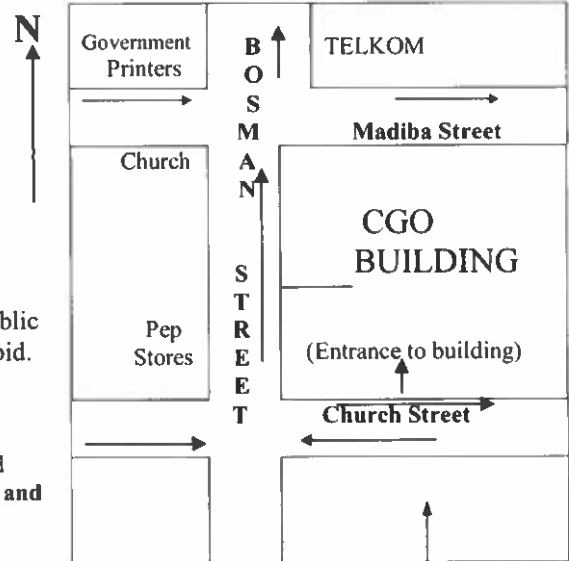 N
Government
Printers
BOSMAN STREET
TELKOM
Madiba Street
Church
CGO
BUILDING
blic
Pep
Stores
(Entrance to building)
oid.
Church Street
and